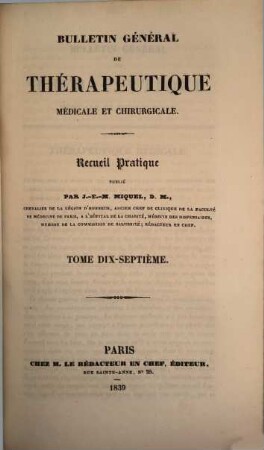 BULLETIN GÉNÉRAL
DE
THÉRAPEUTIQUE
MÉDICALE ET CHIRURGICALE.
Recueil Pratique
PUBLIÉ
PAR J.-E.-M. MIQUEL, D. M.,
CHEVALIER DE LA LÉGION D'HONNEUR, ANCIEN CHEF DE CLINIQUE DE LA FACULTÉ
DE MÉDECINE DE PARIS, A L'HÔPITAL DE LA CHARITÉ, MÉDECIN DES DISPENSAIRES,
MEMBRE DE LA COMMISSION DE SALUBRITÉ; RÉDACTEUR EN CHEF.
TOME DIX-SEPTIÈME.
PARIS
CHEZ M. LE RÉDACTEUR EN CHEF, ÉDITEUR,
RUE SAINTE-ANNE, Nº 25.
1839